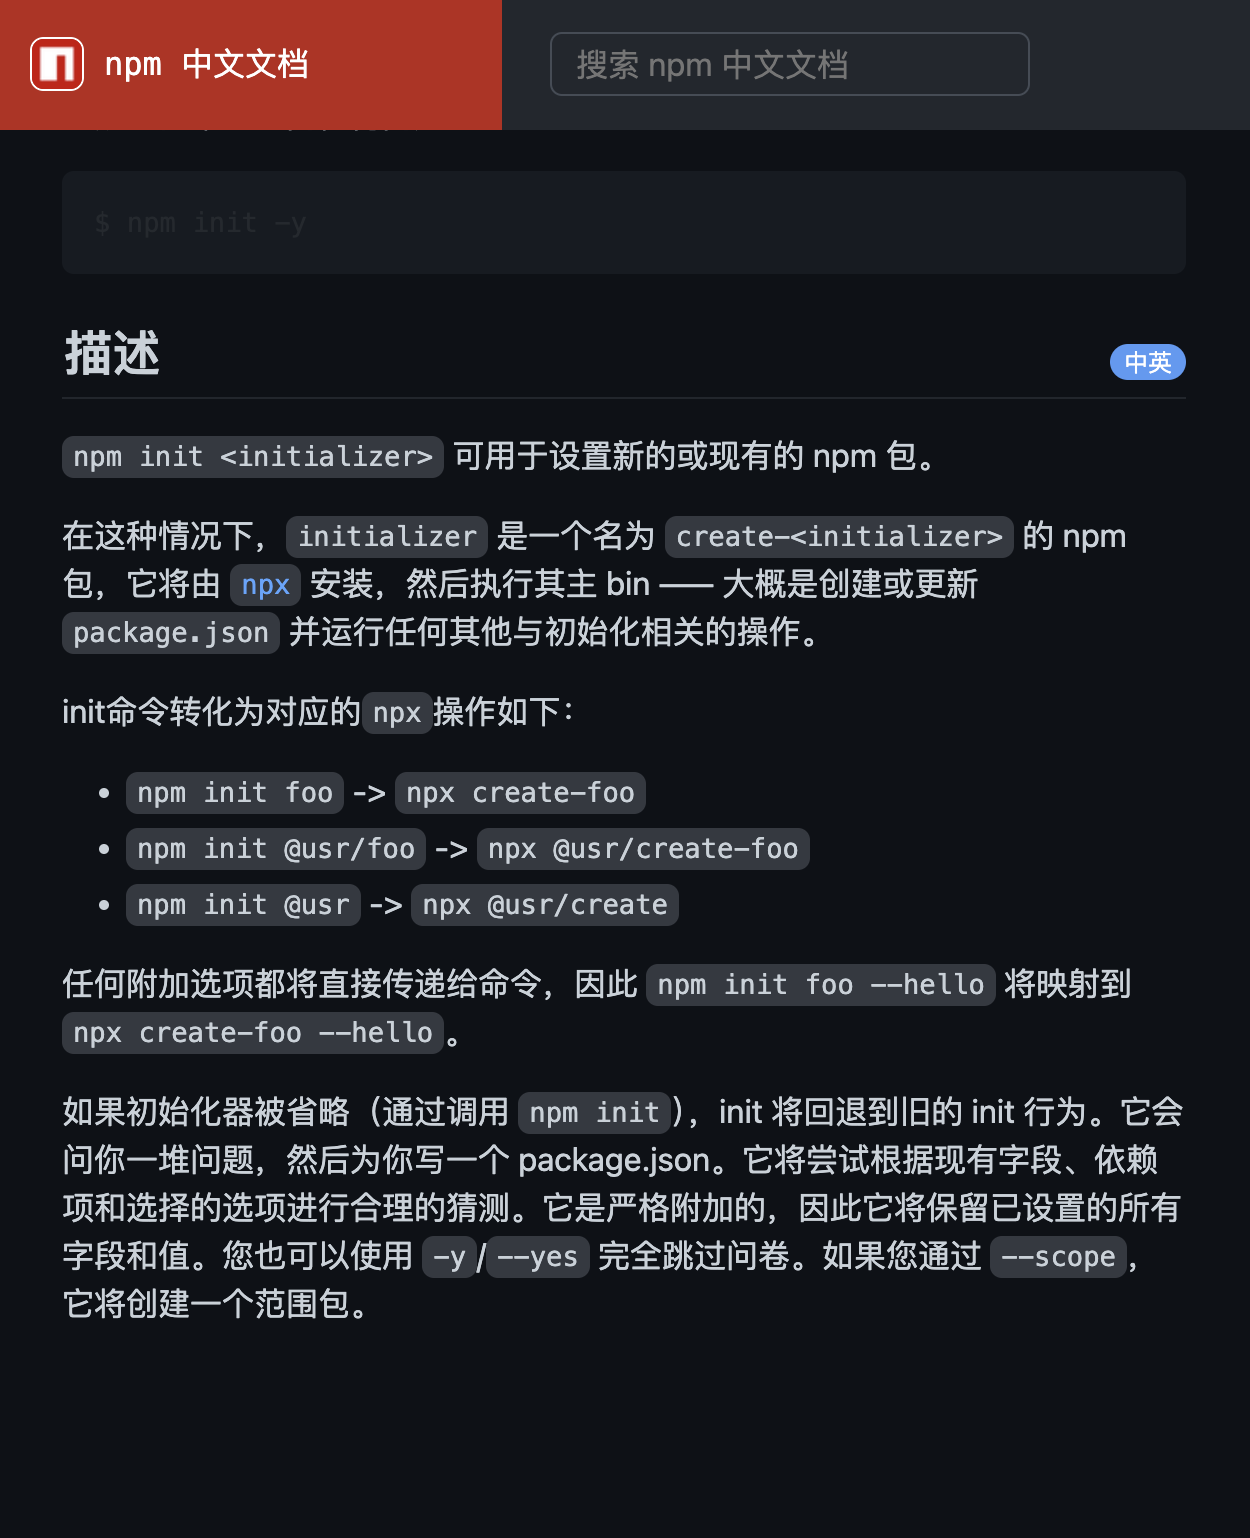 npm 中文文档
搜索 npm 中文文档
$ npm init -y
描述
中英
npm init <initializer> 可用于设置新的或现有的 npm 包。
在这种情况下，initializer 是一个名为 create-<initializer> 的 npm
包，它将由 npx 安装，然后执行其主 bin —— 大概是创建或更新
package.json 并运行任何其他与初始化相关的操作。
init命令转化为对应的npx操作如下：
• npm init foo -> npx create-foo
• npm init @usr/foo -> npx @usr/create-foo
• npm init @usr -> npx @usr/create
任何附加选项都将直接传递给命令，因此 npm init foo --hello 将映射到
npx create-foo --hello。
如果初始化器被省略（通过调用 npm init），init 将回退到旧的 init 行为。它会
问你一堆问题，然后为你写一个 package.json。它将尝试根据现有字段、依赖
项和选择的选项进行合理的猜测。它是严格附加的，因此它将保留已设置的所有
字段和值。您也可以使用 -y/--yes 完全跳过问卷。如果您通过 --scope，
它将创建一个范围包。